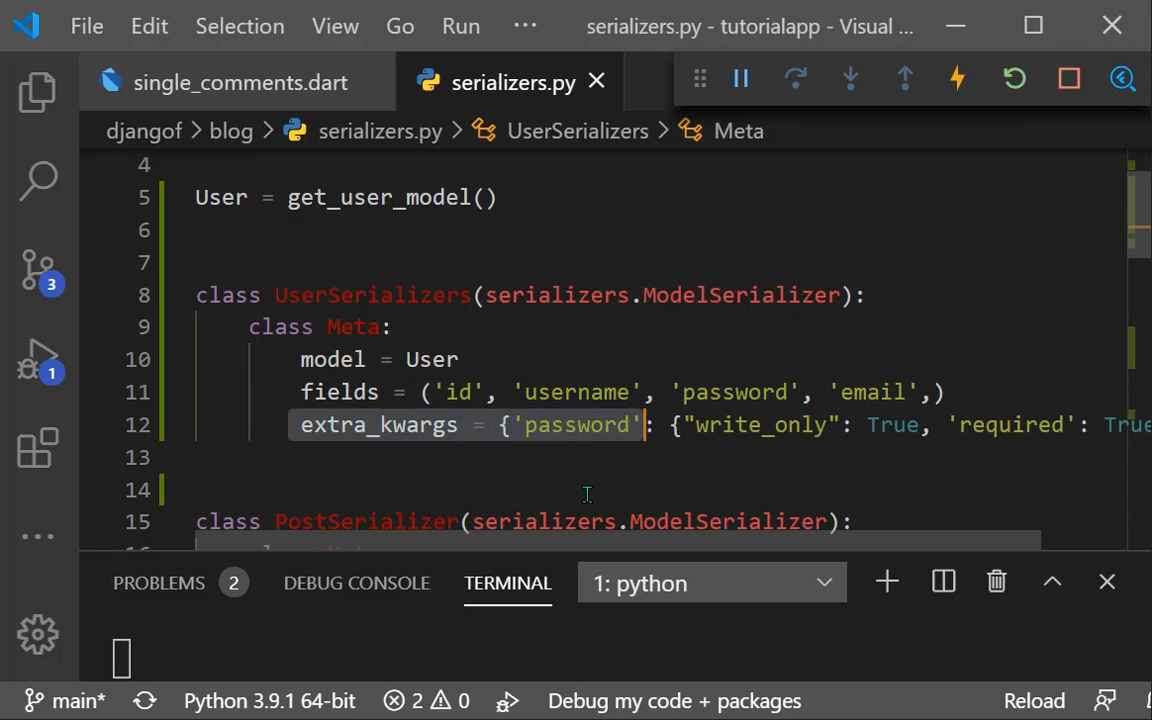 File Edit Selection View Go Run ··· serializers.py - tutorialapp - Visual ...
single_comments.dart serializers.py
djangof > blog > serializers.py > UserSerializers > Meta
4
5 User = get_user_model()
6
7
8 class UserSerializers(serializers.ModelSerializer):
9 class Meta:
10 model = User
11 fields = ('id', 'username', 'password', 'email',)
12 extra_kwargs = {'password': {"write_only": True, 'required': True
13
14
15 class PostSerializer(serializers.ModelSerializer):
3
1
PROBLEMS 2 DEBUG CONSOLE TERMINAL 1: python
main* Python 3.9.1 64-bit 2 0 Debug my code + packages Reload